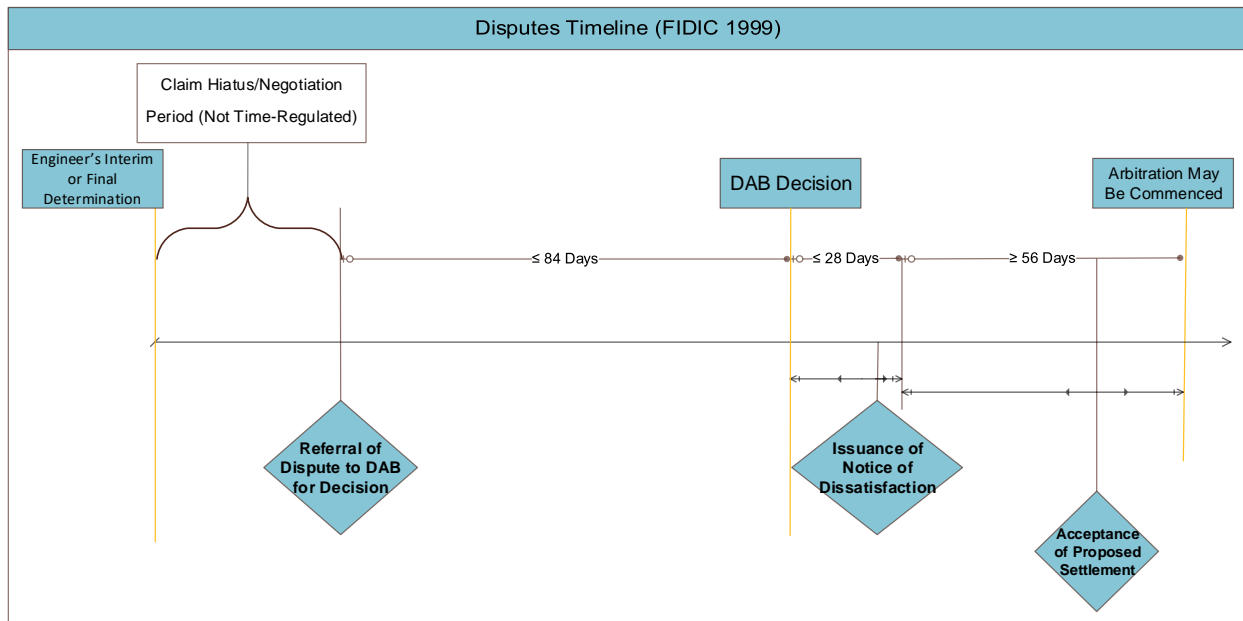 Disputes Timeline (FIDIC 1999)
Claim Hiatus/Negotiation
Period (Not Time-Regulated)
Engineer's Interim
or Final
Determination
DAB Decision
Arbitration May
Be Commenced
≤ 84 Days
≤ 28 Days
≥ 56 Days
Referral of
Dispute to DAB
for Decision
Issuance of
Notice of
Dissatisfaction
Acceptance
of Proposed
Settlement